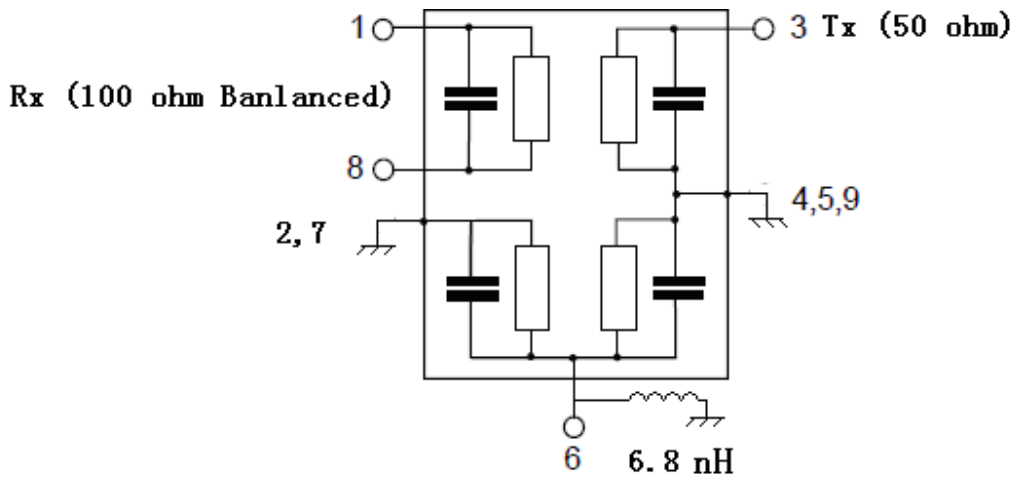 1
3 Tx (50 ohm)
Rx (100 ohm Banlanced)
8
4,5,9
2,7
6
6.8 nH